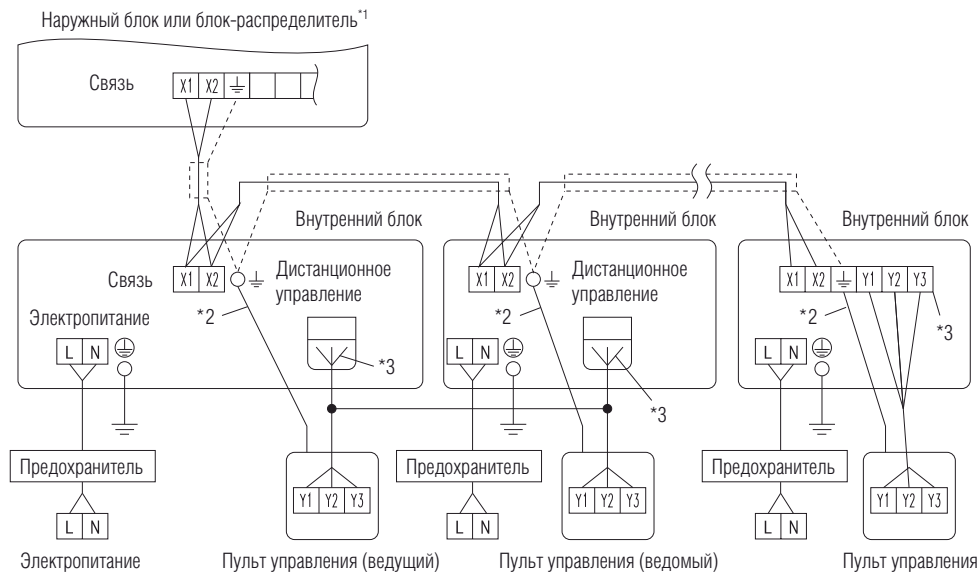 Наружный блок или блок-распределитель*1
Связь
X1 X2
Внутренний блок
Внутренний блок
Внутренний блок
Связь
X1 X2
Дистанционное
управление
X1 X2
Дистанционное
управление
X1 X2 Y1 Y2 Y3
Электропитание
*2
*2
*2
*3
L N
*3
L N
*3
L N
Предохранитель
Предохранитель
Предохранитель
Y1 Y2 Y3
Y1 Y2 Y3
Y1 Y2 Y3
L N
L N
L N
Электропитание
Пульт управления (ведущий)
Пульт управления (ведомый)
Пульт управления